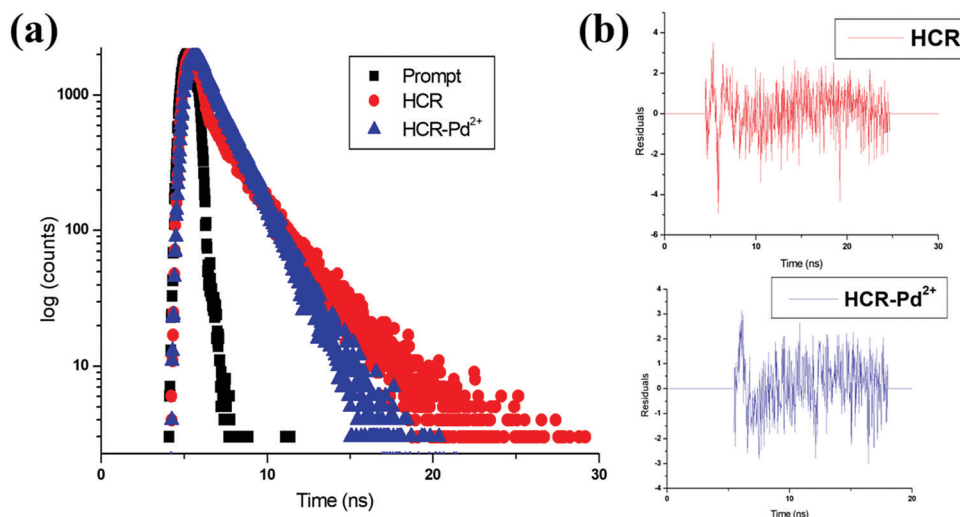 (a)
1000
100
10
log (counts)
0
10
15
20
25
30
Time (ns)
Prompt
HCR
HCR-Pd²⁺
(b)
HCR
4
2
0
-2
-4
-6
Residuals
0
10
20
30
Time (ns)
HCR-Pd²⁺
4
3
2
1
0
-1
-2
-3
-4
Residuals
0
10
20
Time (ns)